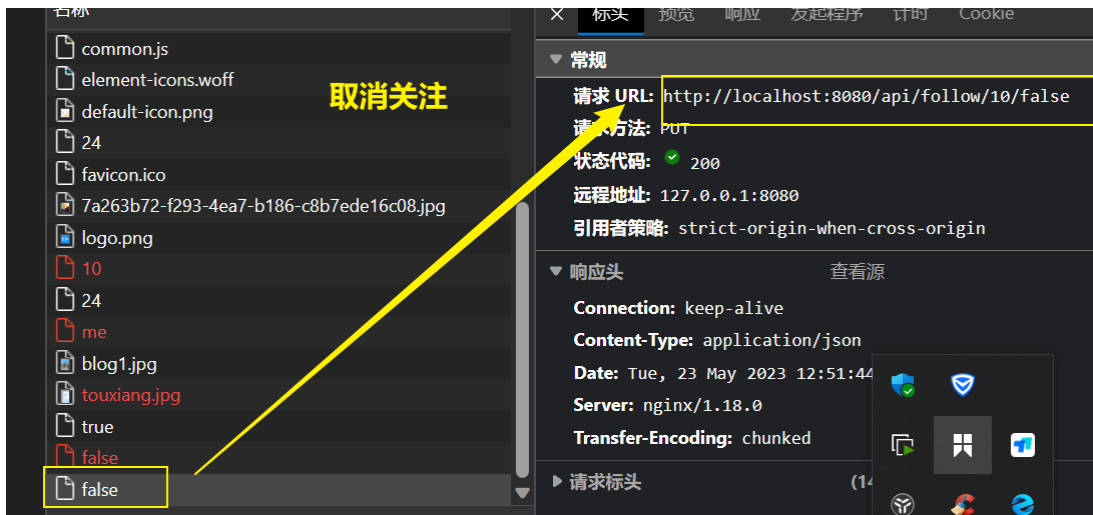 名称
common.js
element-icons.woff
default-icon.png
24
favicon.ico
7a263b72-f293-4ea7-b186-c8b7ede16c08.jpg
logo.png
10
24
me
blog1.jpg
touxiang.jpg
true
false
false
取消关注
标头 预览 响应 发起程序 计时 Cookie
常规
请求 URL: http://localhost:8080/api/follow/10/false
请求方法: PUT
状态代码: 200
远程地址: 127.0.0.1:8080
引用者策略: strict-origin-when-cross-origin
响应头 查看源
Connection: keep-alive
Content-Type: application/json
Date: Tue, 23 May 2023 12:51:44
Server: nginx/1.18.0
Transfer-Encoding: chunked
请求标头 (14